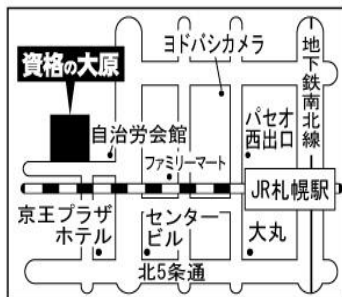 ヨドバシカメラ
地下鉄南北線
資格の大原
パセオ
西出口
自治労会館
ファミリーマート
JR札幌駅
京王プラザ
ホテル
センター
ビル
大丸
北5条通